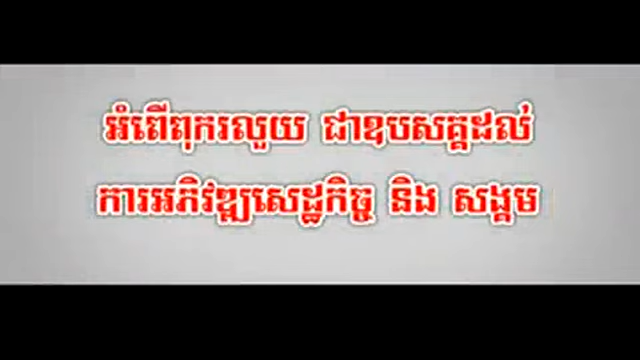 អំពើពុករលួយ ជាឧបសគ្គដល់
ការអភិវឌ្ឍសេដ្ឋកិច្ច និង សង្គម